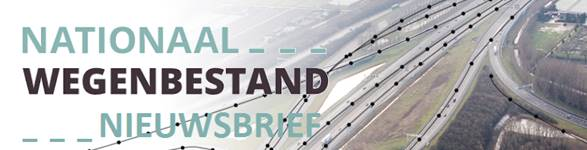 NATIONAAL _ _ _
WEGENBESTAND
_ _ _ NIEUWSBRIEF